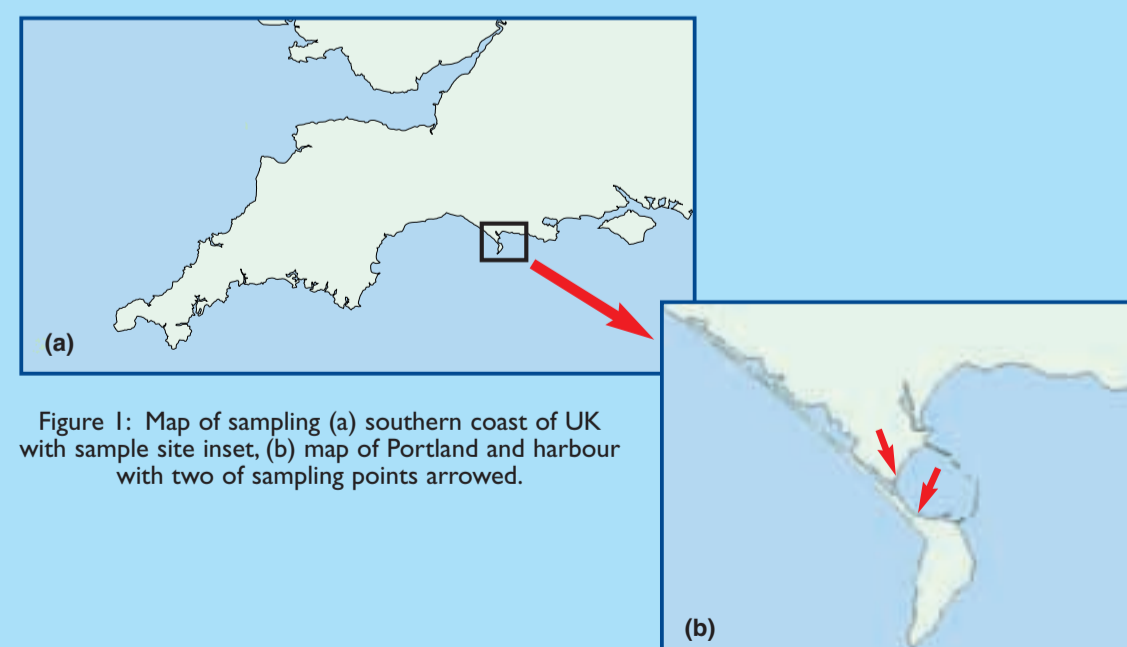 (a)
Figure 1: Map of sampling (a) southern coast of UK
with sample site inset, (b) map of Portland and harbour
with two of sampling points arrowed.
(b)